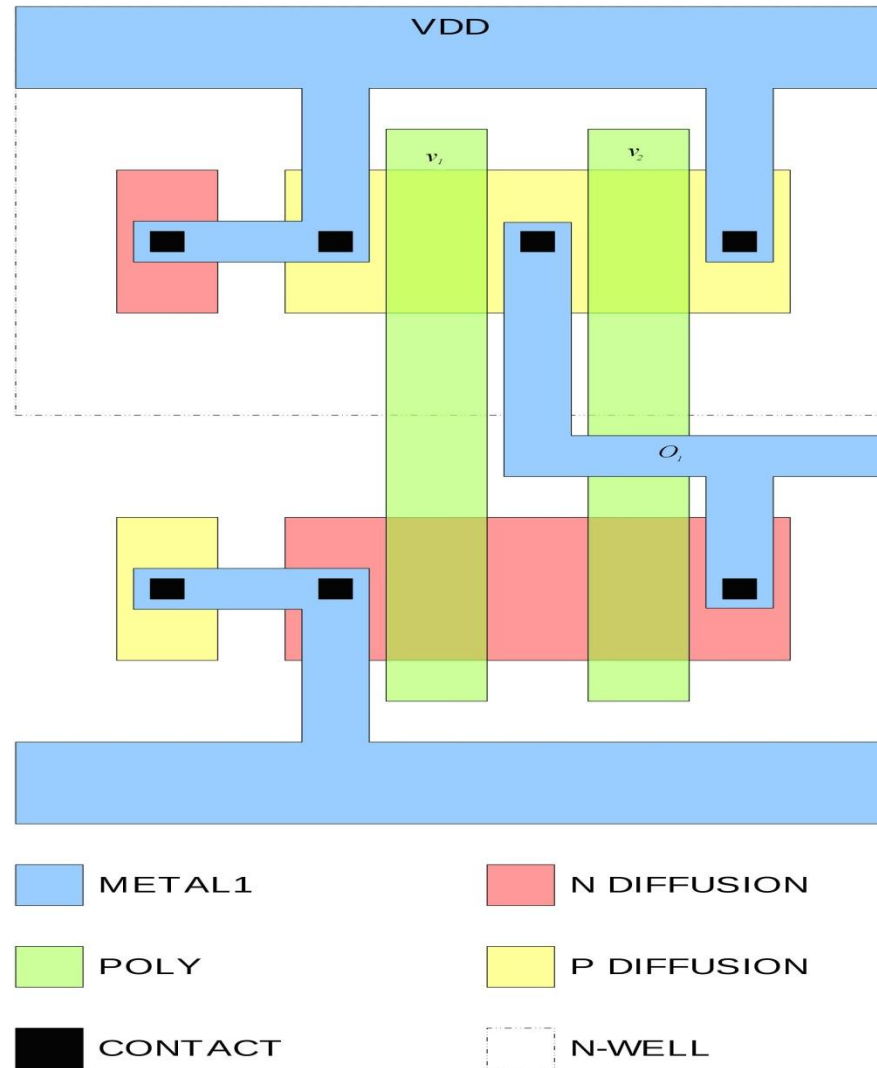 VDD
v₁
v₂
O₁
METAL1
N DIFFUSION
POLY
P DIFFUSION
CONTACT
N-WELL